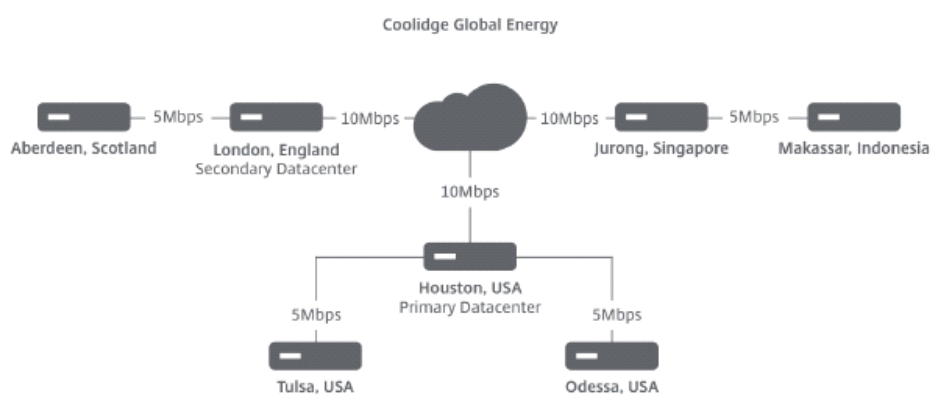 Coolidge Global Energy
5Mbps
10Mbps
10Mbps
5Mbps
Aberdeen, Scotland
London, England
Secondary Datacenter
Jurong, Singapore
Makassar, Indonesia
10Mbps
Houston, USA
Primary Datacenter
5Mbps
5Mbps
Tulsa, USA
Odessa, USA